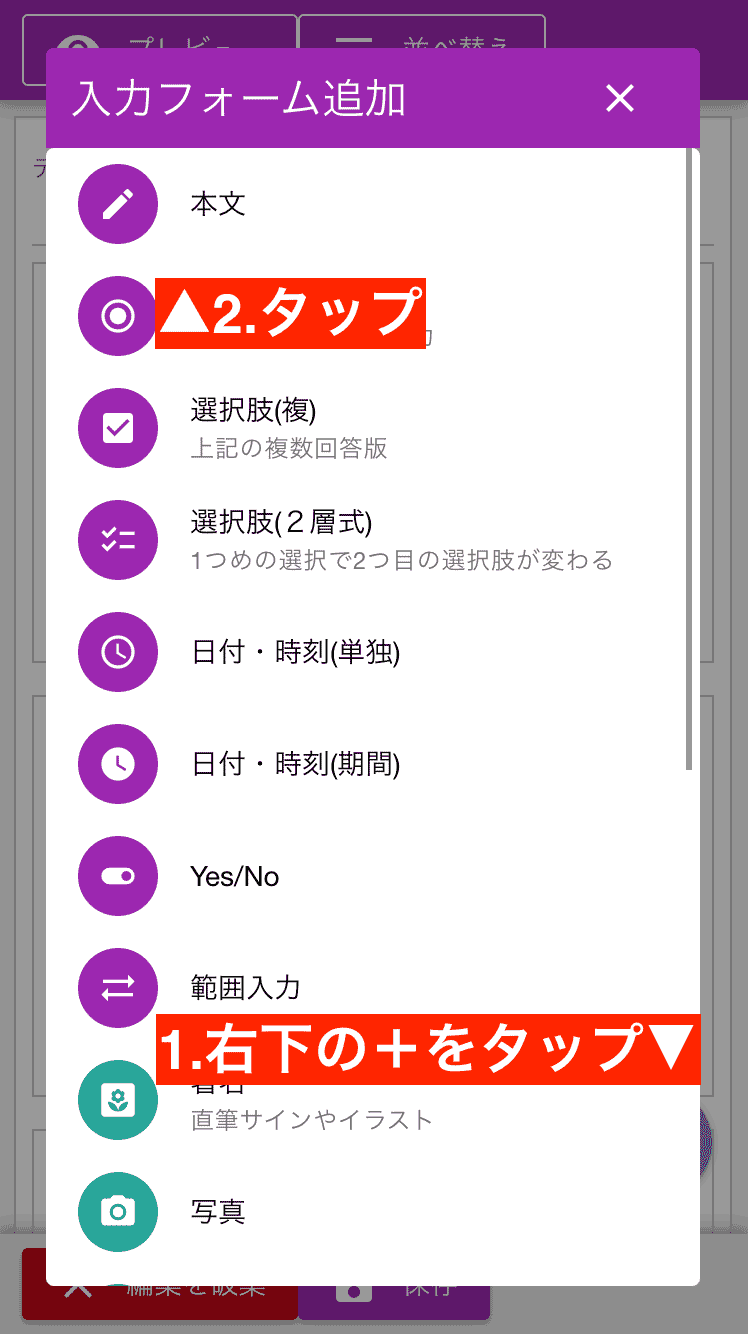 プレビュー
並べ替え
入力フォーム追加
本文
▲2.タップ
選択肢(複)
上記の複数回答版
選択肢(２層式)
1つめの選択で2つ目の選択肢が変わる
日付・時刻(単独)
日付・時刻(期間)
Yes/No
範囲入力
1.右下の＋をタップ▼
署名
直筆サインやイラスト
写真
編集を破棄
保存